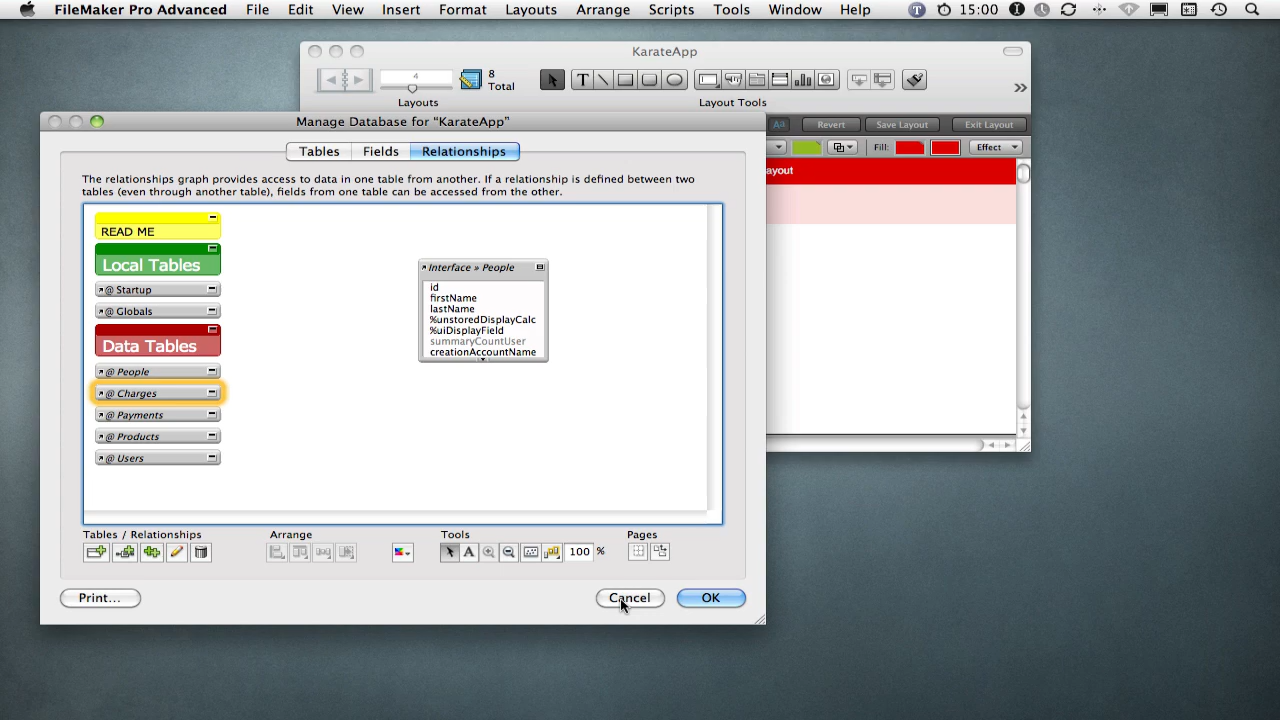 FileMaker Pro Advanced File Edit View Insert Format Layouts Arrange Scripts Tools Window Help 15:00
KarateApp
4
8
Total
Layouts
Layout Tools
Manage Database for “KarateApp”
Revert
Save Layout
Exit Layout
Tables
Fields
Relationships
Fill:
Effect
ayout
The relationships graph provides access to data in one table from another. If a relationship is defined between two
tables (even through another table), fields from one table can be accessed from the other.
READ ME
Local Tables
@ Startup
@ Globals
Data Tables
@ People
@ Charges
@ Payments
@ Products
@ Users
Interface » People
id
firstName
lastName
%unstoredDisplayCalc
%uiDisplayField
summaryCountUser
creationAccountName
Tables / Relationships
Arrange
Tools
Pages
A
100 %
Print...
Cancel
OK